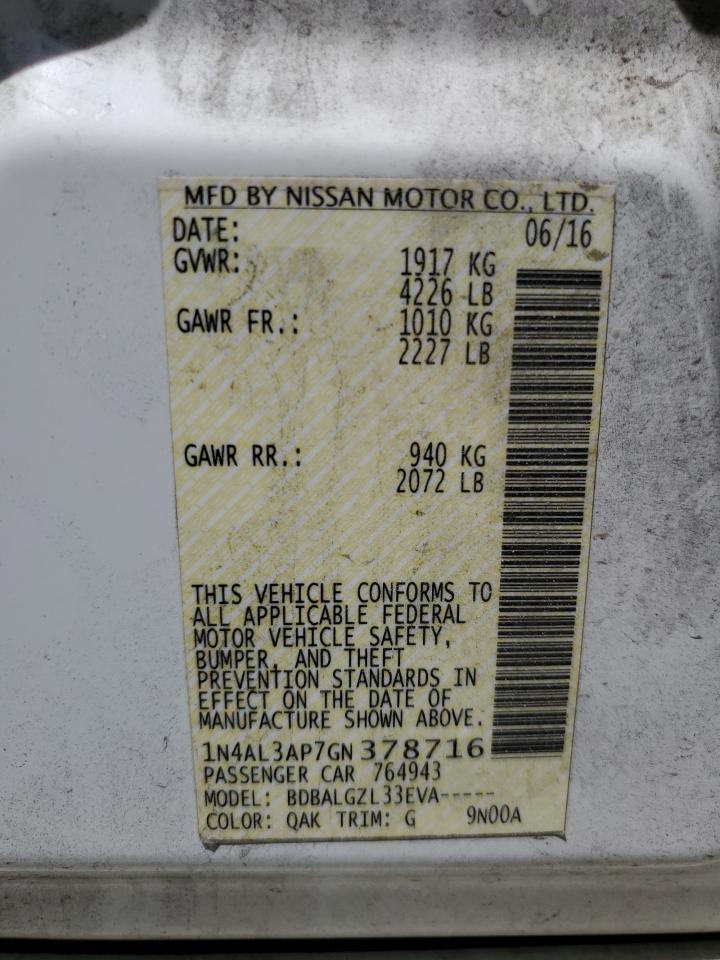 MFD BY NISSAN MOTOR CO., LTD.
DATE: 06/16
GVWR: 1917 KG
4226 LB
GAWR FR.: 1010 KG
2227 LB
GAWR RR.: 940 KG
2072 LB
THIS VEHICLE CONFORMS TO
ALL APPLICABLE FEDERAL
MOTOR VEHICLE SAFETY,
BUMPER, AND THEFT
PREVENTION STANDARDS IN
EFFECT ON THE DATE OF
MANUFACTURE SHOWN ABOVE.
1N4AL3AP7GN378716
PASSENGER CAR 764943
MODEL: BDBALGZL33EVA-----
COLOR: QAK TRIM: G 9N00A